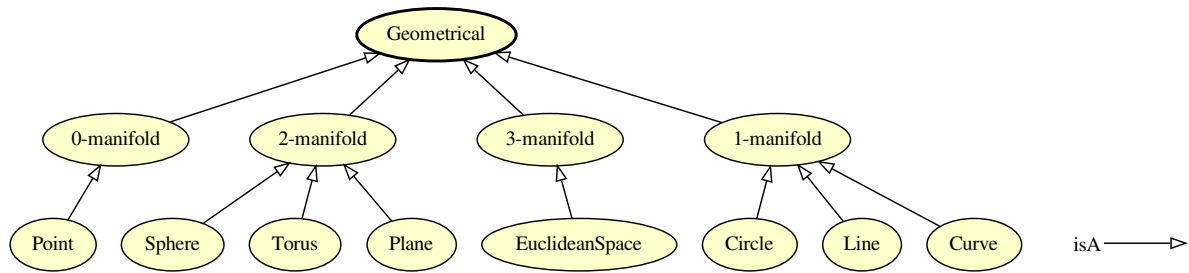 Geometrical
0-manifold
2-manifold
3-manifold
1-manifold
Point
Sphere
Torus
Plane
EuclideanSpace
Circle
Line
Curve
isA